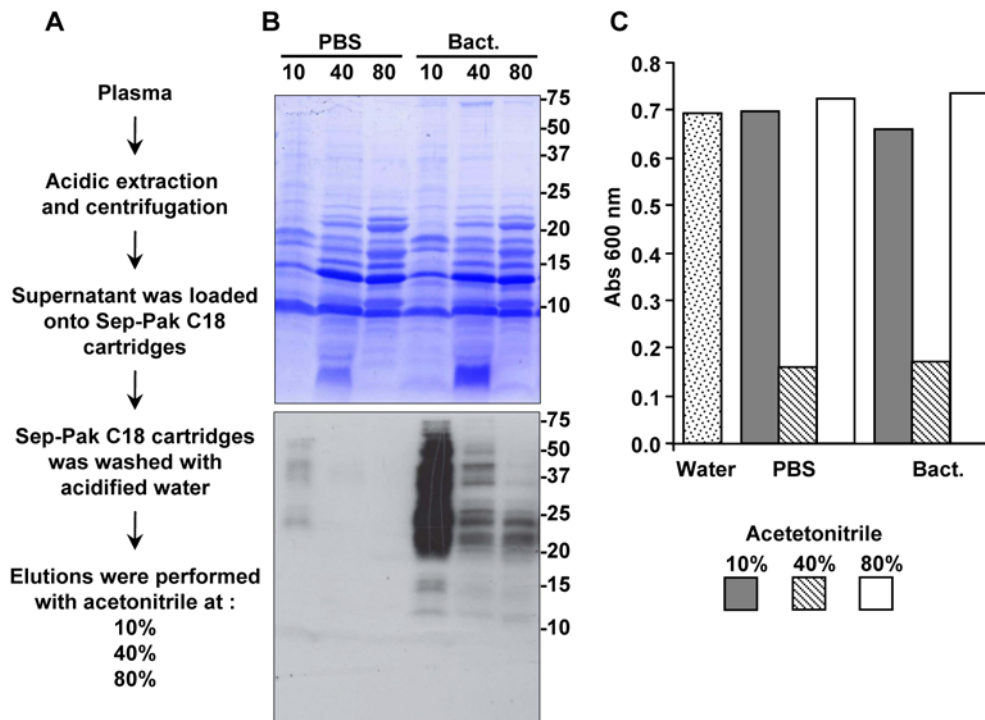 A
Plasma
Acidic extraction
and centrifugation
Supernatant was loaded
onto Sep-Pak C18
cartridges
Sep-Pak C18 cartridges
was washed with
acidified water
Elutions were performed
with acetonitrile at :
10%
40%
80%
B
PBS Bact.
10 40 80 10 40 80
-75
-50
-37
-25
-20
-15
-10
-75
-50
-37
-25
-20
-15
-10
C
Abs 600 nm
0.8
0.7
0.6
0.5
0.4
0.3
0.2
0.1
0.0
Water PBS Bact.
Acetetonitrile
10% 40% 80%